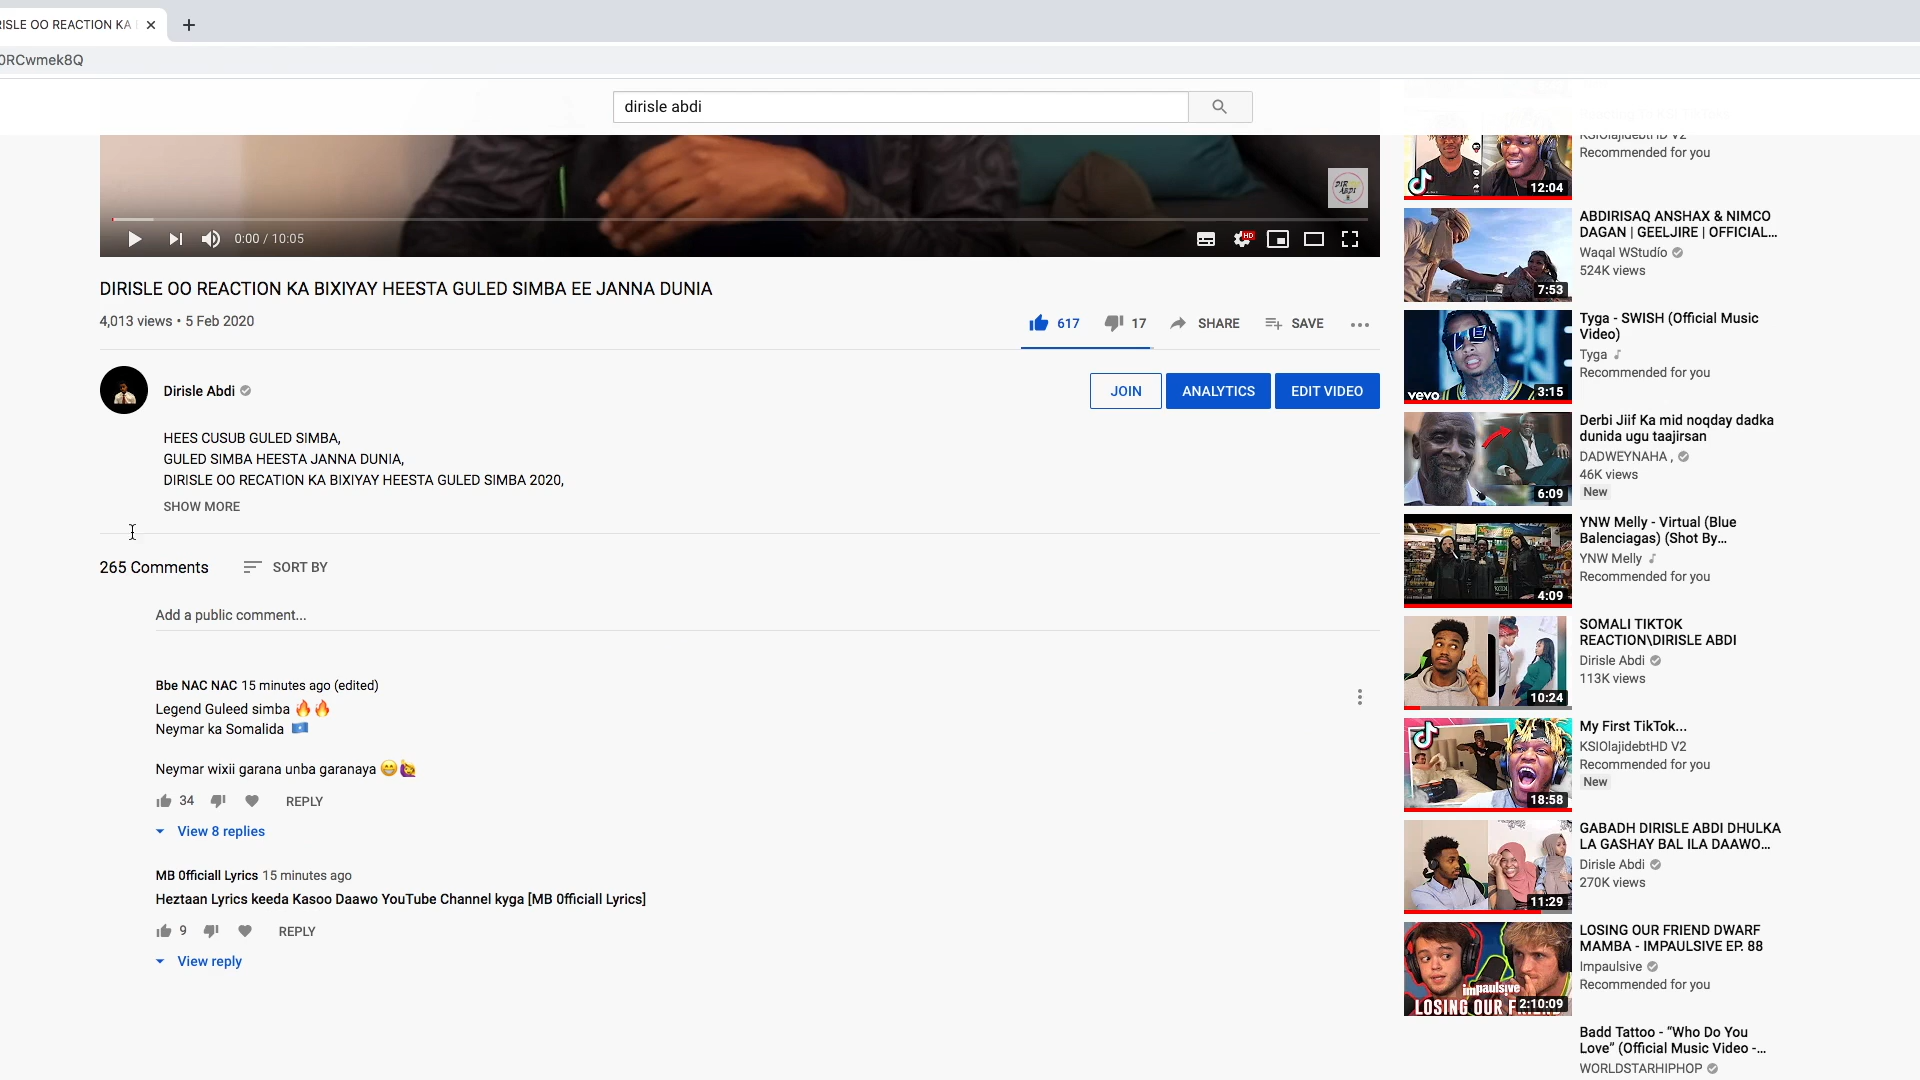 RISLE OO REACTION KA
0RCwmek8Q
dirisle abdi
DIR
ABDI
0:00 / 10:05
HD
DIRISLE OO REACTION KA BIXIYAY HEESTA GULED SIMBA EE JANNA DUNIA
4,013 views • 5 Feb 2020
617
17
SHARE
SAVE
Dirisle Abdi
JOIN
ANALYTICS
EDIT VIDEO
HEES CUSUB GULED SIMBA,
GULED SIMBA HEESTA JANNA DUNIA,
DIRISLE OO RECATION KA BIXIYAY HEESTA GULED SIMBA 2020,
SHOW MORE
265 Comments
SORT BY
Add a public comment...
Bbe NAC NAC 15 minutes ago (edited)
Legend Guleed simba 🔥🔥
Neymar ka Somalida 🇸🇴
Neymar wixii garana unba garanaya 😁🙋
34
REPLY
View 8 replies
MB 0fficiall Lyrics 15 minutes ago
Heztaan Lyrics keeda Kasoo Daawo YouTube Channel kyga [MB 0fficiall Lyrics]
9
REPLY
View reply
KSIOlajidebtHD V2
Recommended for you
12:04
ABDIRISAQ ANSHAX & NIMCO
DAGAN | GEELJIRE | OFFICIAL...
Waqal WStudío
524K views
7:53
Tyga - SWISH (Official Music
Video)
Tyga
Recommended for you
vevo
3:15
Derbi Jiif Ka mid noqday dadka
dunida ugu taajirsan
DADWEYNAHA ,
46K views
New
6:09
YNW Melly - Virtual (Blue
Balenciagas) (Shot By...
YNW Melly
Recommended for you
4:09
SOMALI TIKTOK
REACTION\DIRISLE ABDI
Dirisle Abdi
113K views
10:24
My First TikTok...
KSIOlajidebtHD V2
Recommended for you
New
18:58
GABADH DIRISLE ABDI DHULKA
LA GASHAY BAL ILA DAAWO...
Dirisle Abdi
270K views
11:29
LOSING OUR FRIEND DWARF
MAMBA - IMPAULSIVE EP. 88
Impaulsive
Recommended for you
impaulsive
LOSING OUR
2:10:09
Badd Tattoo - “Who Do You
Love” (Official Music Video -...
WORLDSTARHIPHOP